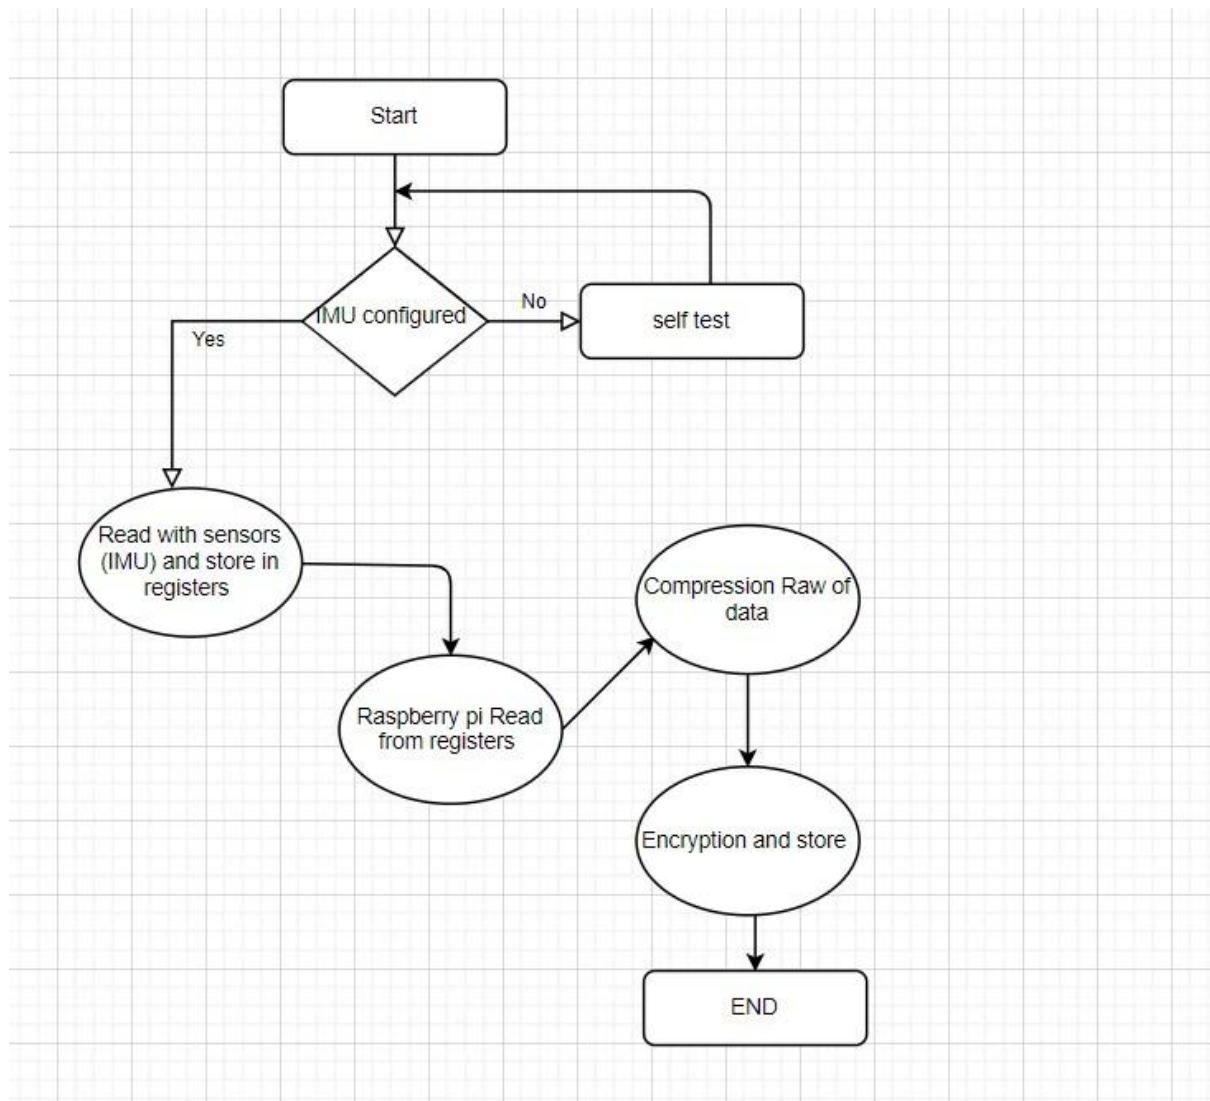 Start
IMU configured
No
self test
Yes
Read with sensors
(IMU) and store in
registers
Raspberry pi Read
from registers
Compression Raw of
data
Encryption and store
END